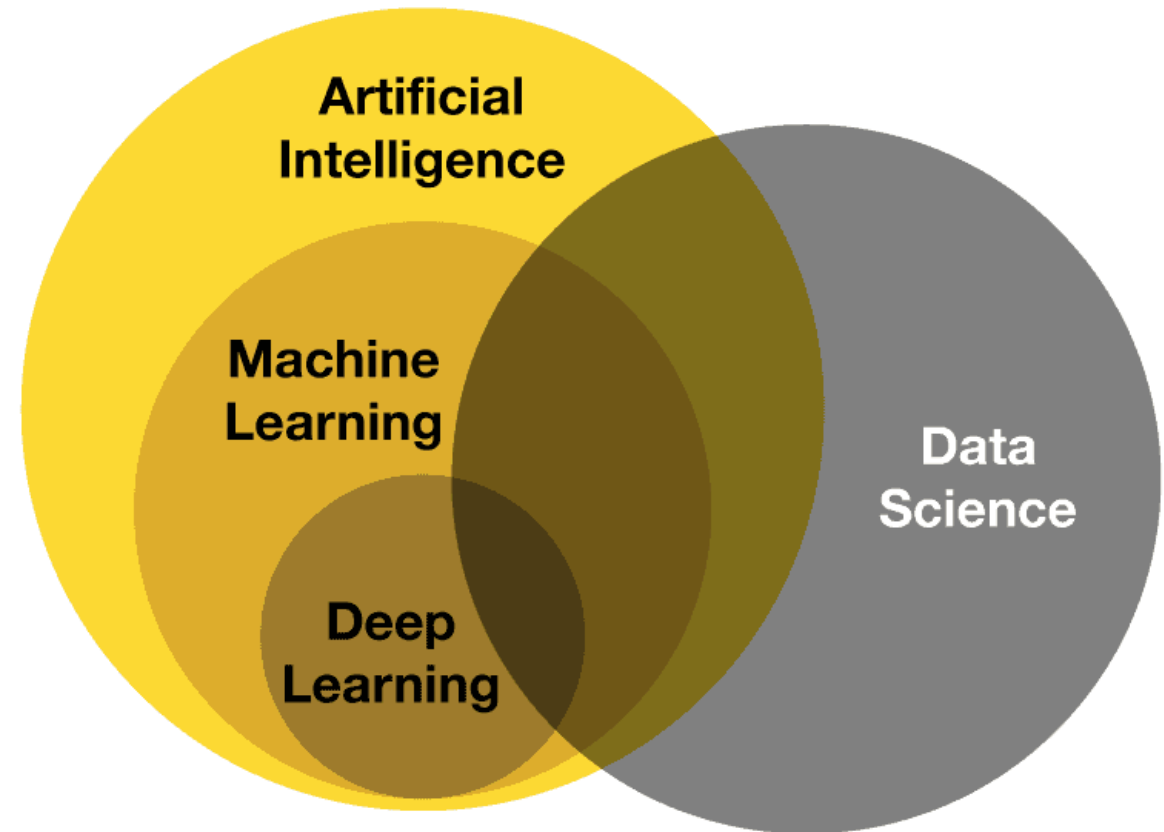 Artificial
Intelligence
Machine
Learning
Data
Science
Deep
Learning